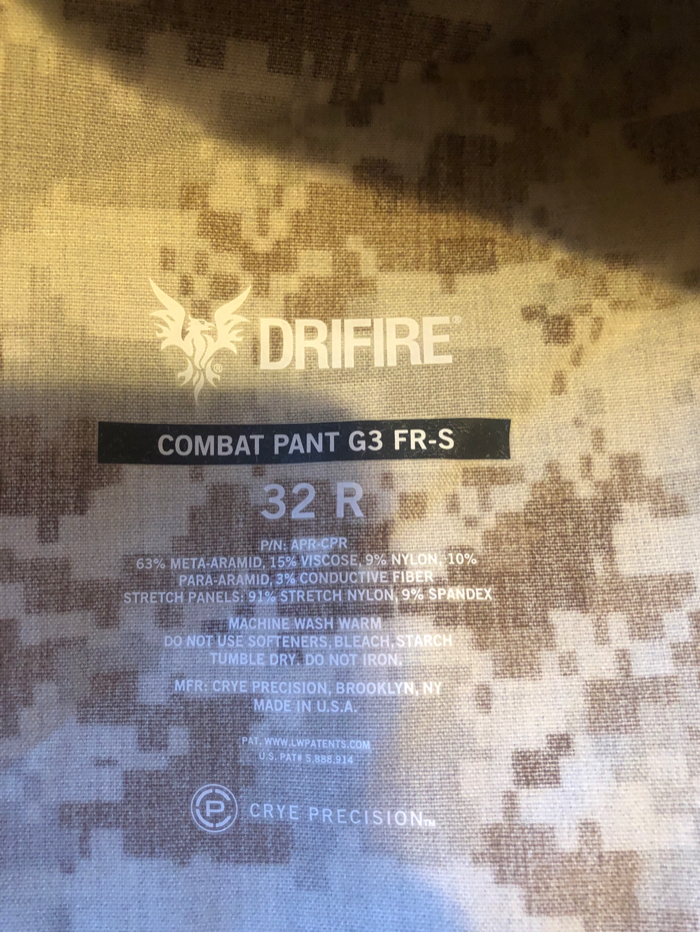 DRIFIRE®
COMBAT PANT G3 FR-S
32 R
P/N: APR-CPR
63% META-ARAMID, 15% VISCOSE, 9% NYLON, 10%
PARA-ARAMID, 3% CONDUCTIVE FIBER
STRETCH PANELS: 91% STRETCH NYLON, 9% SPANDEX
MACHINE WASH WARM
DO NOT USE SOFTENERS, BLEACH, STARCH
TUMBLE DRY. DO NOT IRON.
MFR: CRYE PRECISION, BROOKLYN, NY
MADE IN U.S.A.
PAT. WWW.LWPATENTS.COM
U.S. PAT# 5,888,914
CP CRYE PRECISION™